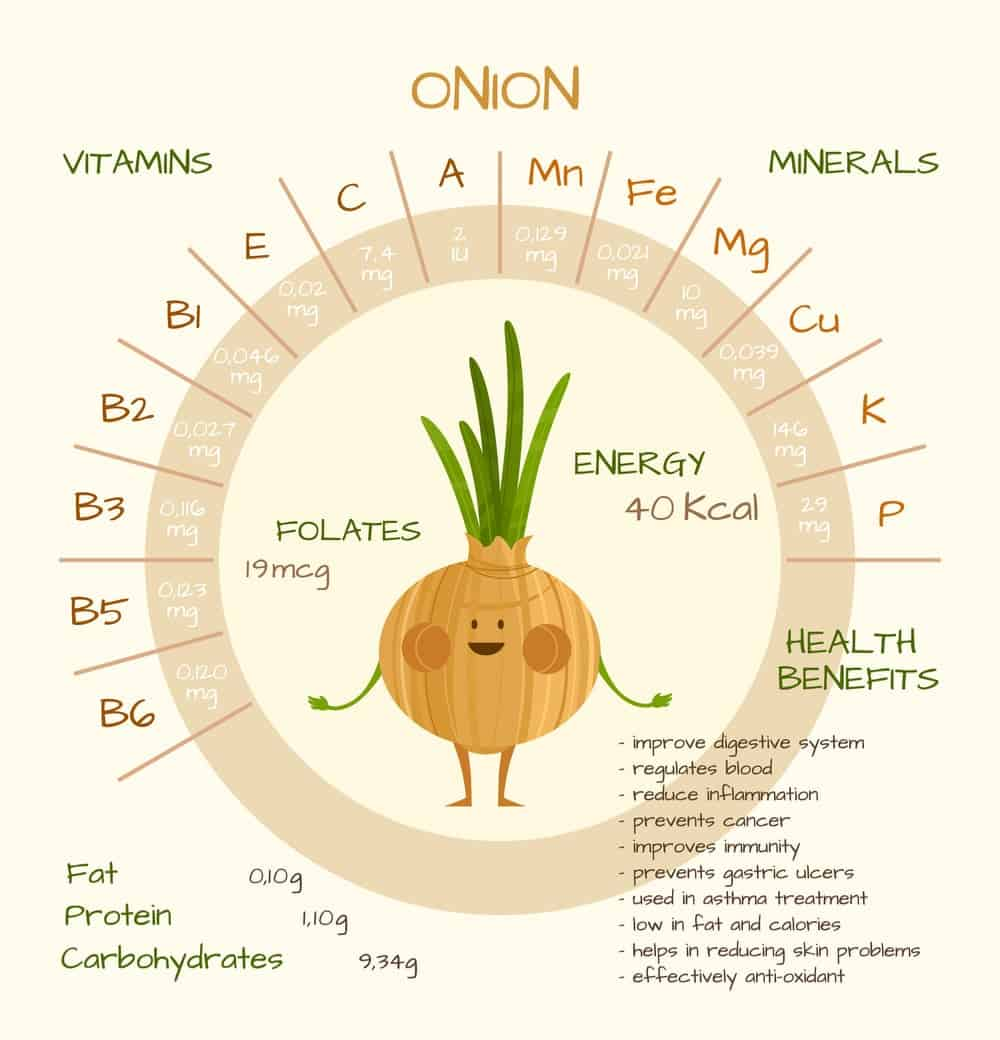 ONION
VITAMINS
MINERALS
A
2
IU
C
7,4
mg
E
0,02
mg
B1
0,046
mg
B2
0,027
mg
B3
0,116
mg
B5
0,123
mg
B6
0,120
mg
Mn
0,129
mg
Fe
0,021
mg
Mg
10
mg
Cu
0,039
mg
K
146
mg
P
29
mg
ENERGY
40 Kcal
FOLATES
19 mcg
HEALTH
BENEFITS
- improve digestive system
- regulates blood
- reduce inflammation
- prevents cancer
- improves immunity
- prevents gastric ulcers
- used in asthma treatment
- low in fat and calories
- helps in reducing skin problems
- effectively anti-oxidant
Fat 0,10g
Protein 1,10g
Carbohydrates 9,34g